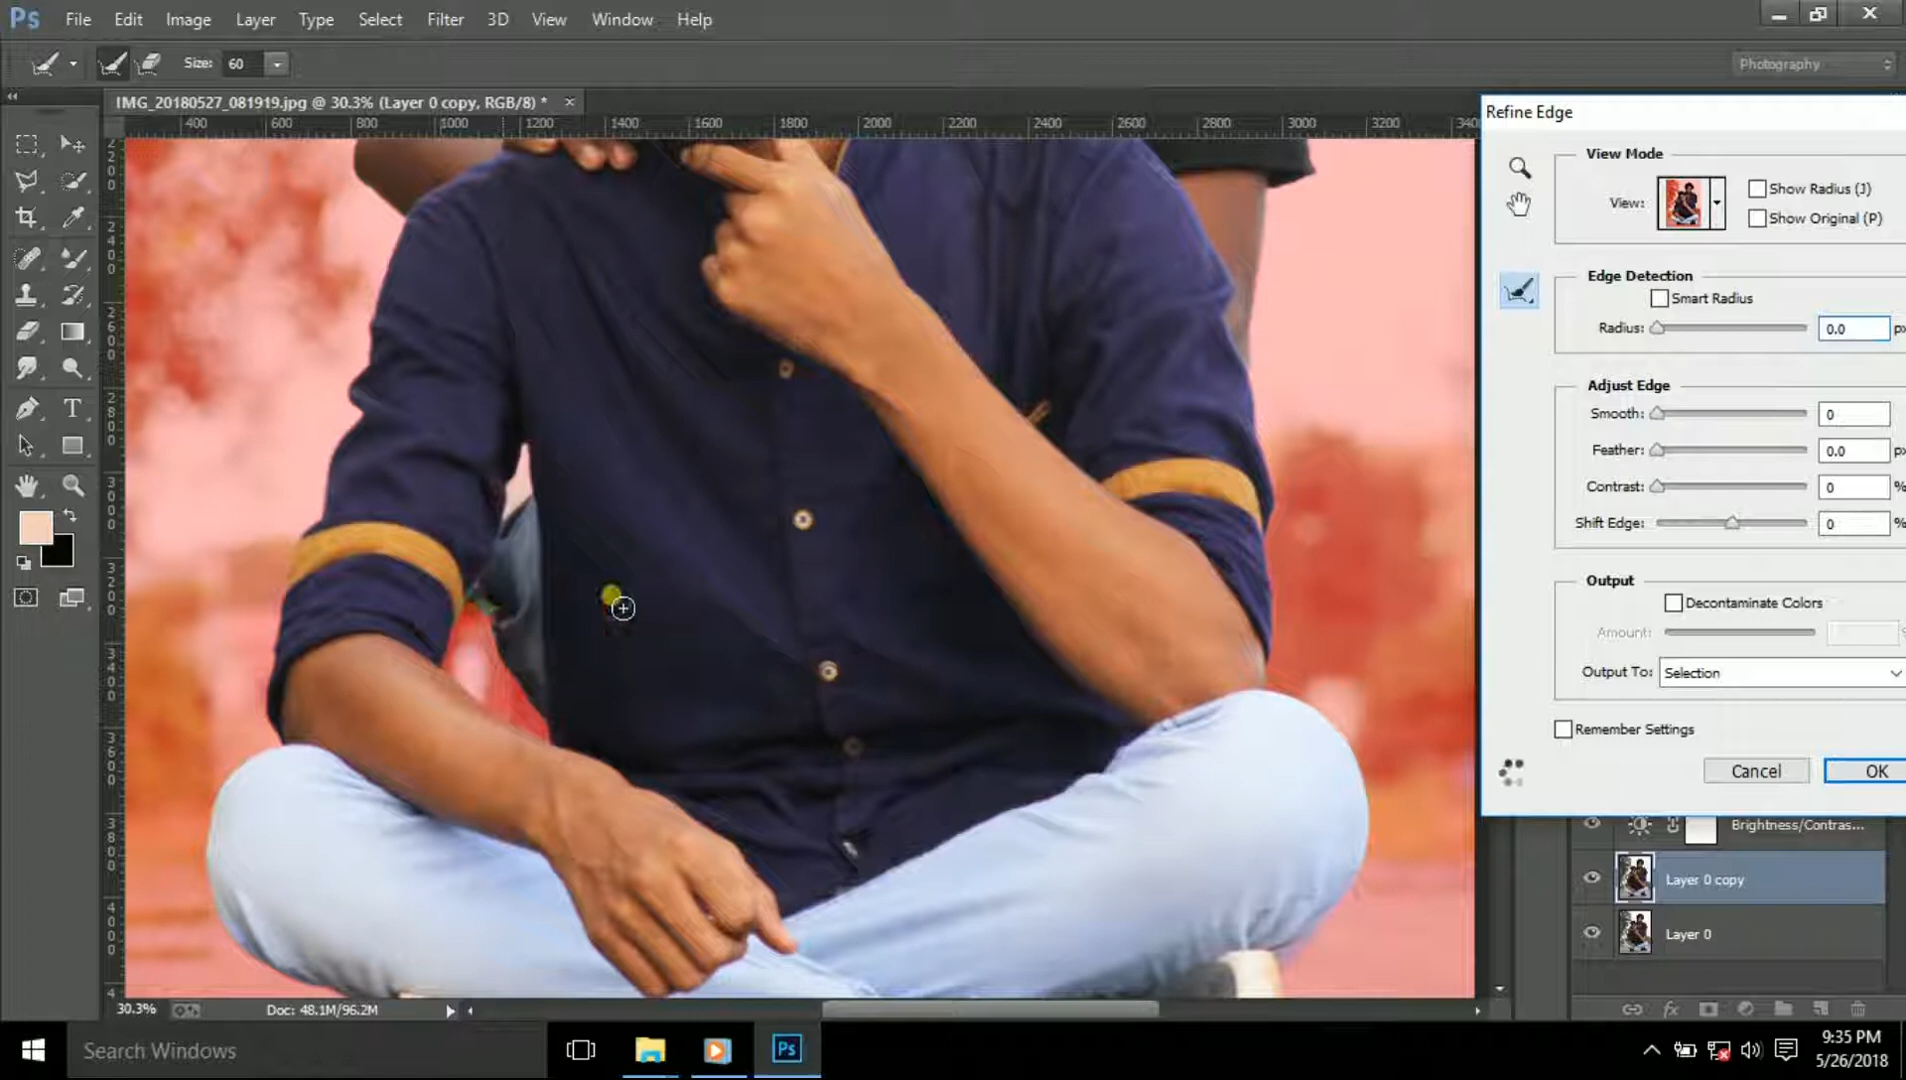 Ps File Edit Image Layer Type Select Filter 3D View Window Help
Size: 60 Photography
IMG_20180527_081919.jpg @ 30.3% (Layer 0 copy, RGB/8) * ×
400 600 800 1000 1200 1400 1600 1800 2000 2200 2400 2600 2800 3000 3200 3400
Refine Edge
View Mode
View:
Show Radius (J)
Show Original (P)
Edge Detection
Smart Radius
Radius: 0.0 px
Adjust Edge
Smooth: 0
Feather: 0.0 px
Contrast: 0 %
Shift Edge: 0 %
Output
Decontaminate Colors
Amount:
Output To: Selection
Remember Settings
Cancel OK
Brightness/Contras...
Layer 0 copy
Layer 0
30.3% Doc: 48.1M/96.2M
Search Windows
Ps
9:35 PM
5/26/2018